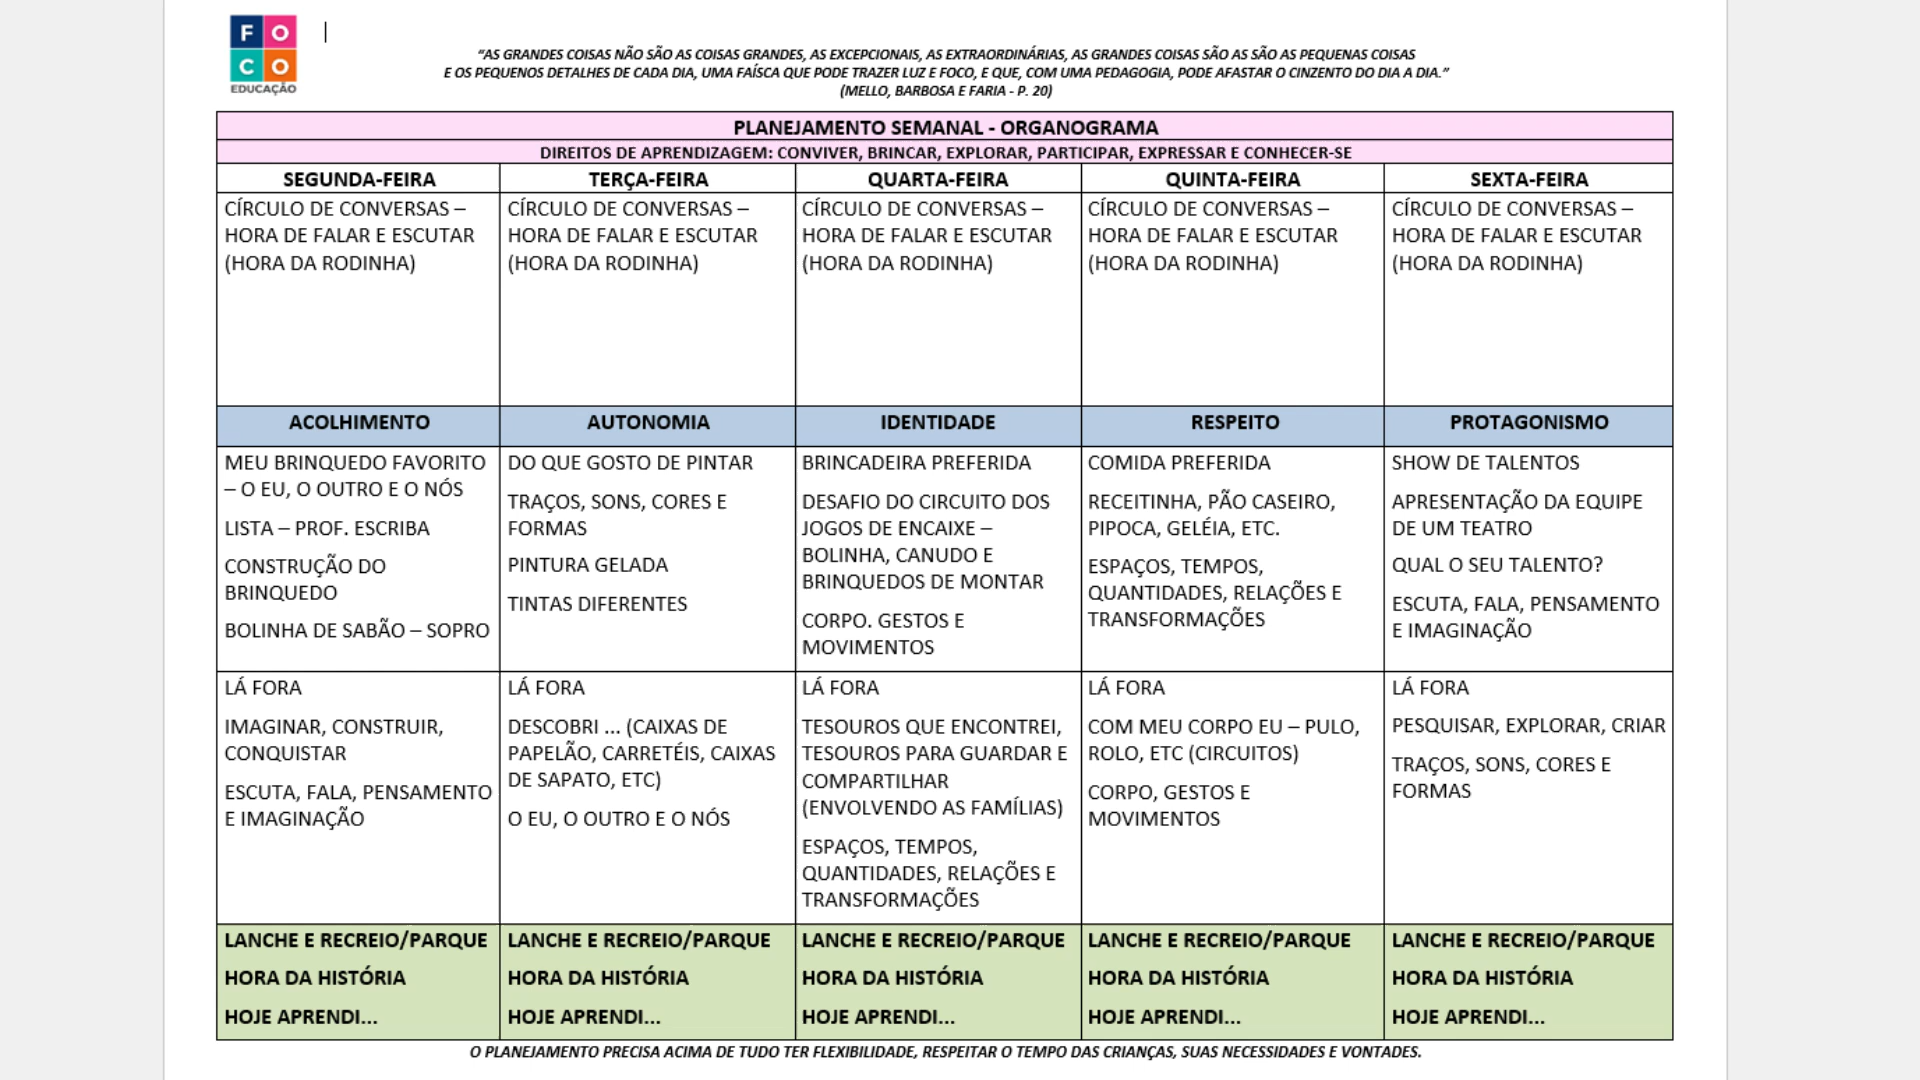 F O
C O
EDUCAÇÃO
“AS GRANDES COISAS NÃO SÃO AS COISAS GRANDES, AS EXCEPCIONAIS, AS EXTRAORDINÁRIAS, AS GRANDES COISAS SÃO AS SÃO AS PEQUENAS COISAS
E OS PEQUENOS DETALHES DE CADA DIA, UMA FAÍSCA QUE PODE TRAZER LUZ E FOCO, E QUE, COM UMA PEDAGOGIA, PODE AFASTAR O CINZENTO DO DIA A DIA.”
(MELLO, BARBOSA E FARIA - P. 20)
PLANEJAMENTO SEMANAL - ORGANOGRAMA
DIREITOS DE APRENDIZAGEM: CONVIVER, BRINCAR, EXPLORAR, PARTICIPAR, EXPRESSAR E CONHECER-SE
SEGUNDA-FEIRA
TERÇA-FEIRA
QUARTA-FEIRA
QUINTA-FEIRA
SEXTA-FEIRA
CÍRCULO DE CONVERSAS –
HORA DE FALAR E ESCUTAR
(HORA DA RODINHA)
CÍRCULO DE CONVERSAS –
HORA DE FALAR E ESCUTAR
(HORA DA RODINHA)
CÍRCULO DE CONVERSAS –
HORA DE FALAR E ESCUTAR
(HORA DA RODINHA)
CÍRCULO DE CONVERSAS –
HORA DE FALAR E ESCUTAR
(HORA DA RODINHA)
CÍRCULO DE CONVERSAS –
HORA DE FALAR E ESCUTAR
(HORA DA RODINHA)
ACOLHIMENTO
AUTONOMIA
IDENTIDADE
RESPEITO
PROTAGONISMO
MEU BRINQUEDO FAVORITO
– O EU, O OUTRO E O NÓS
LISTA – PROF. ESCRIBA
CONSTRUÇÃO DO
BRINQUEDO
BOLINHA DE SABÃO – SOPRO
DO QUE GOSTO DE PINTAR
TRAÇOS, SONS, CORES E
FORMAS
PINTURA GELADA
TINTAS DIFERENTES
BRINCADEIRA PREFERIDA
DESAFIO DO CIRCUITO DOS
JOGOS DE ENCAIXE –
BOLINHA, CANUDO E
BRINQUEDOS DE MONTAR
CORPO. GESTOS E
MOVIMENTOS
COMIDA PREFERIDA
RECEITINHA, PÃO CASEIRO,
PIPOCA, GELÉIA, ETC.
ESPAÇOS, TEMPOS,
QUANTIDADES, RELAÇÕES E
TRANSFORMAÇÕES
SHOW DE TALENTOS
APRESENTAÇÃO DA EQUIPE
DE UM TEATRO
QUAL O SEU TALENTO?
ESCUTA, FALA, PENSAMENTO
E IMAGINAÇÃO
LÁ FORA
IMAGINAR, CONSTRUIR,
CONQUISTAR
ESCUTA, FALA, PENSAMENTO
E IMAGINAÇÃO
LÁ FORA
DESCOBRI ... (CAIXAS DE
PAPELÃO, CARRETÉIS, CAIXAS
DE SAPATO, ETC)
O EU, O OUTRO E O NÓS
LÁ FORA
TESOUROS QUE ENCONTREI,
TESOUROS PARA GUARDAR E
COMPARTILHAR
(ENVOLVENDO AS FAMÍLIAS)
ESPAÇOS, TEMPOS,
QUANTIDADES, RELAÇÕES E
TRANSFORMAÇÕES
LÁ FORA
COM MEU CORPO EU – PULO,
ROLO, ETC (CIRCUITOS)
CORPO, GESTOS E
MOVIMENTOS
LÁ FORA
PESQUISAR, EXPLORAR, CRIAR
TRAÇOS, SONS, CORES E
FORMAS
LANCHE E RECREIO/PARQUE
HORA DA HISTÓRIA
HOJE APRENDI...
LANCHE E RECREIO/PARQUE
HORA DA HISTÓRIA
HOJE APRENDI...
LANCHE E RECREIO/PARQUE
HORA DA HISTÓRIA
HOJE APRENDI...
LANCHE E RECREIO/PARQUE
HORA DA HISTÓRIA
HOJE APRENDI...
LANCHE E RECREIO/PARQUE
HORA DA HISTÓRIA
HOJE APRENDI...
O PLANEJAMENTO PRECISA ACIMA DE TUDO TER FLEXIBILIDADE, RESPEITAR O TEMPO DAS CRIANÇAS, SUAS NECESSIDADES E VONTADES.